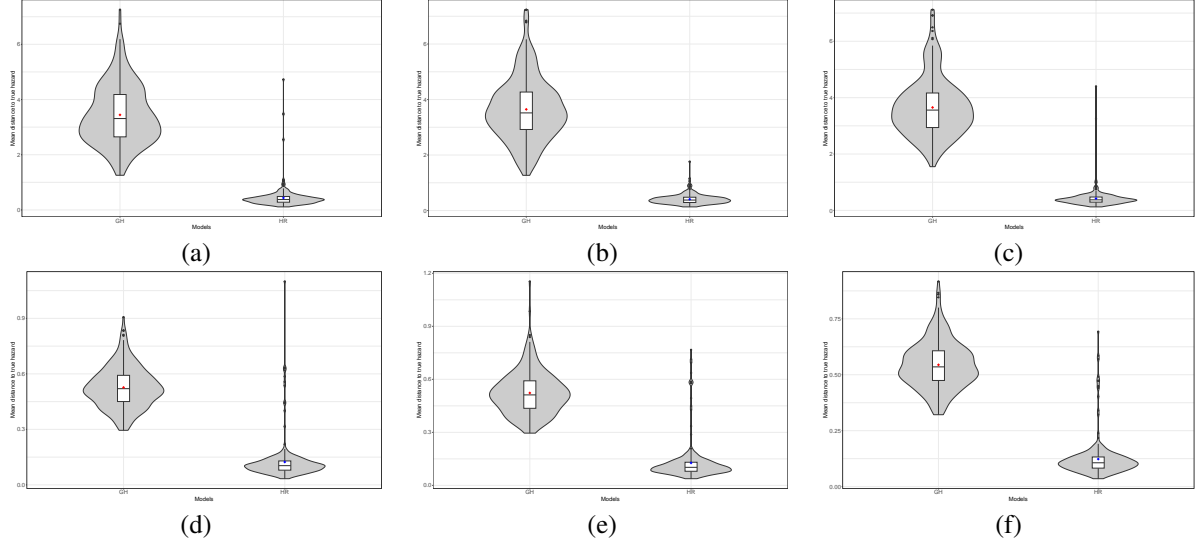 Mean distance to true hazard
6
4
2
0
GH
HR
Models
(a)
Mean distance to true hazard
6
4
2
0
GH
HR
Models
(b)
Mean distance to true hazard
6
4
2
0
GH
HR
Models
(c)
Mean distance to true hazard
0.9
0.6
0.3
0.0
GH
HR
Models
(d)
Mean distance to true hazard
1.2
0.9
0.6
0.3
0.0
GH
HR
Models
(e)
Mean distance to true hazard
0.75
0.50
0.25
0.00
GH
HR
Models
(f)